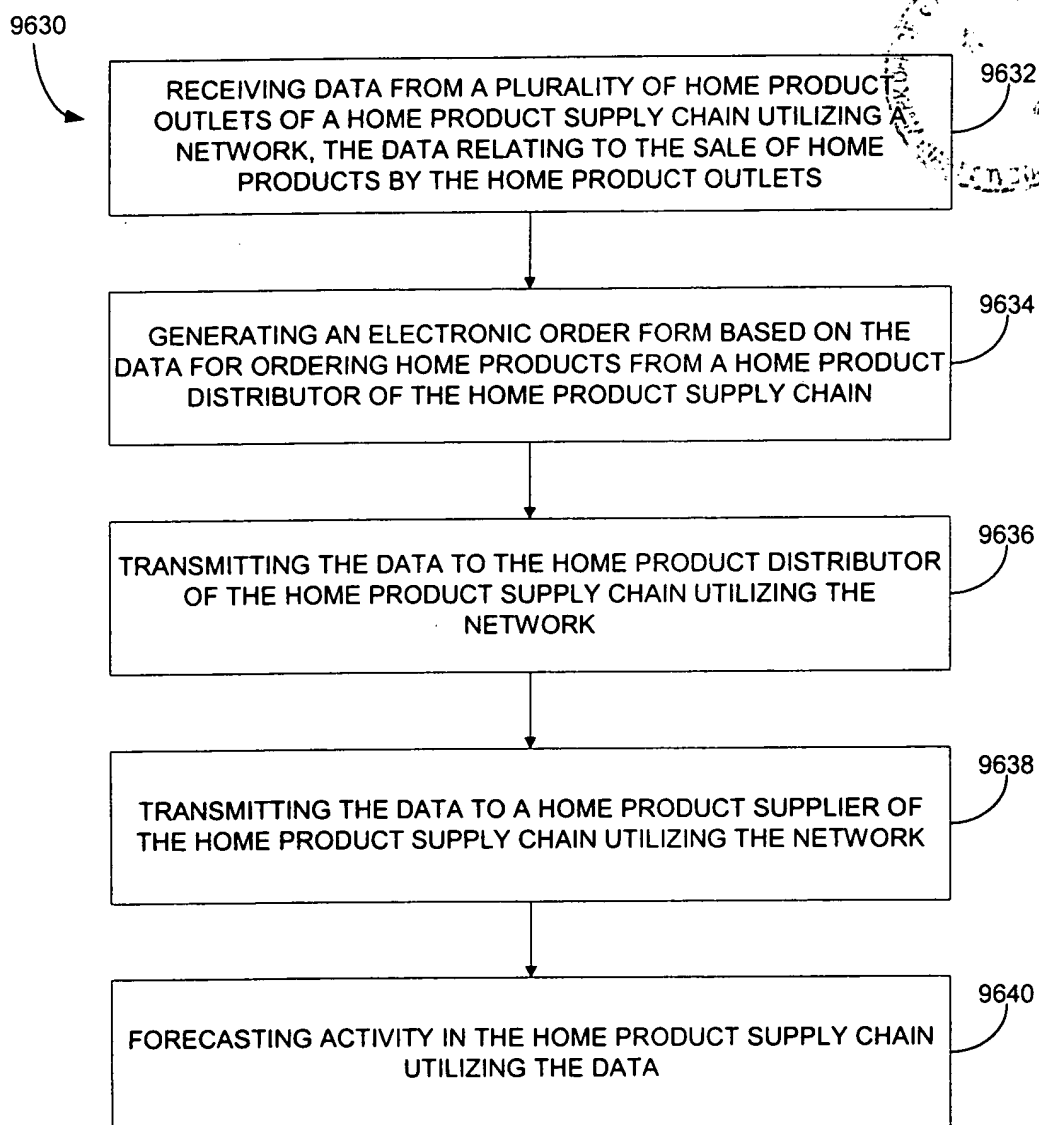 9630
RECEIVING DATA FROM A PLURALITY OF HOME PRODUCT
OUTLETS OF A HOME PRODUCT SUPPLY CHAIN UTILIZING A
NETWORK, THE DATA RELATING TO THE SALE OF HOME
PRODUCTS BY THE HOME PRODUCT OUTLETS
9632
GENERATING AN ELECTRONIC ORDER FORM BASED ON THE
DATA FOR ORDERING HOME PRODUCTS FROM A HOME PRODUCT
DISTRIBUTOR OF THE HOME PRODUCT SUPPLY CHAIN
9634
TRANSMITTING THE DATA TO THE HOME PRODUCT DISTRIBUTOR
OF THE HOME PRODUCT SUPPLY CHAIN UTILIZING THE
NETWORK
9636
TRANSMITTING THE DATA TO A HOME PRODUCT SUPPLIER OF
THE HOME PRODUCT SUPPLY CHAIN UTILIZING THE NETWORK
9638
FORECASTING ACTIVITY IN THE HOME PRODUCT SUPPLY CHAIN
UTILIZING THE DATA
9640